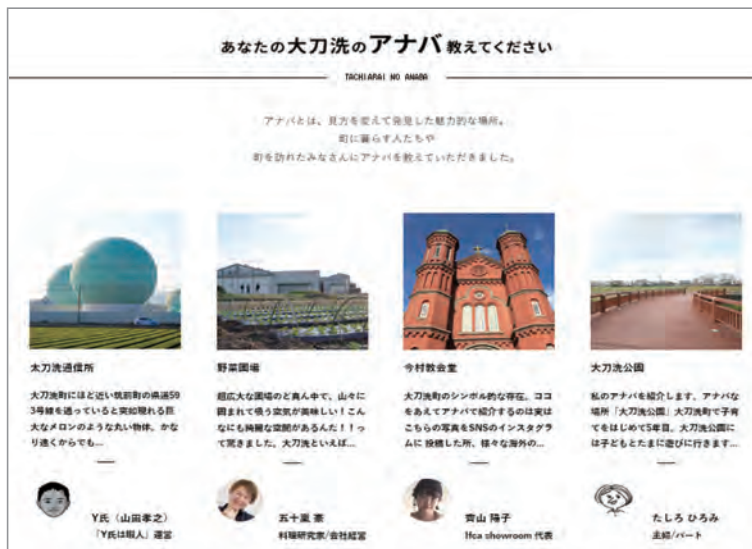 あなたの大刀洗のアナバ教えてください
TACHIARAI NO ANABA
アナバとは、見方を変えて発見した魅力的な場所。
町に暮らす人たちや
町を訪れたみなさんにアナバを教えていただきました。
太刀洗通信所
大刀洗町にほど近い筑前町の県道59
3号線を通っていると突如現れる巨
大なメロンのような丸い物体。かな
り遠くからでも...
Y氏（山田孝之）
「Y氏は暇人」運営
野菜圃場
超広大な圃場のど真ん中で、山々に
囲まれて吸う空気が美味しい！こん
なにも綺麗な空間があるんだ！！っ
て驚きました。大刀洗といえば...
五十嵐
料理研究家/会社経営
今村教会堂
大刀洗町のシンボル的な存在。ココ
をあえてアナバで紹介するのは実は
こちらの写真をSNSのインスタグラ
ムに 投稿した所、様々な海外の...
齊山 陽子
Ifca showroom 代表
大刀洗公園
私のアナバを紹介します。アナバな
場所「大刀洗公園」大刀洗町で子育
てをはじめて5年目。大刀洗公園に
は子どもとたまに遊びに行きます...
たしろ ひろみ
主婦/パート